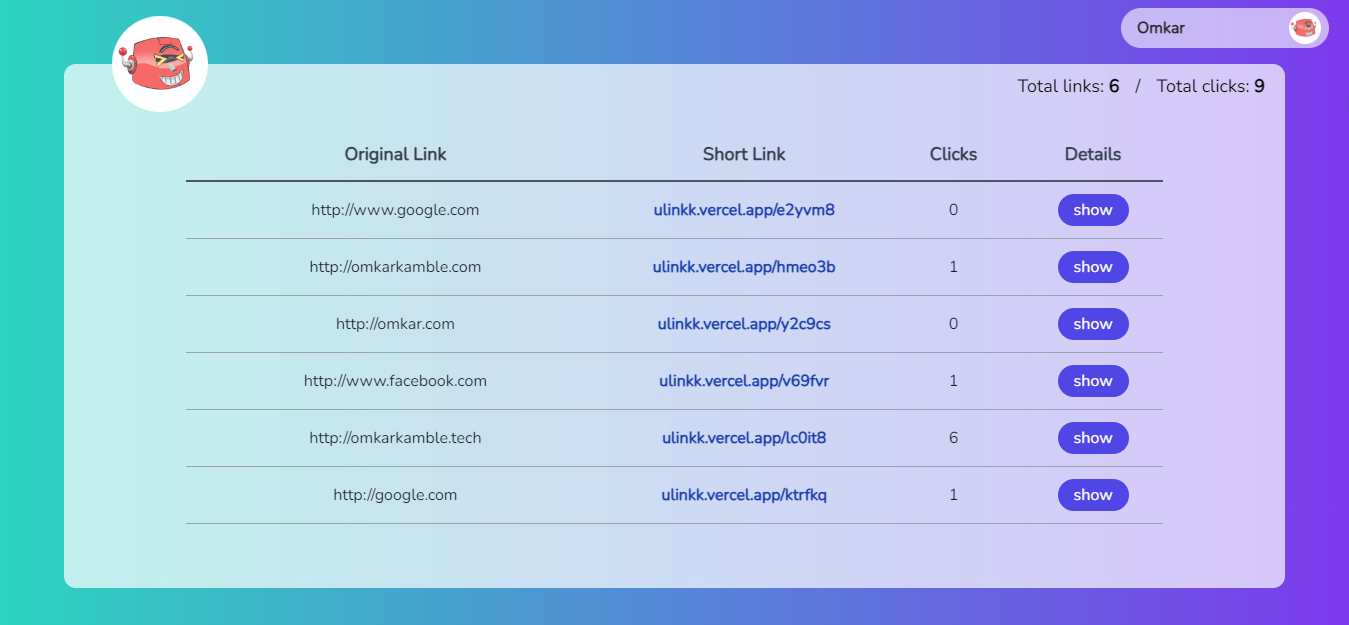 Omkar
Total links: 6 / Total clicks: 9
Original Link Short Link Clicks Details
http://www.google.com ulinkk.vercel.app/e2yvm8 0 show
http://omkarkamble.com ulinkk.vercel.app/hmeo3b 1 show
http://omkar.com ulinkk.vercel.app/y2c9cs 0 show
http://www.facebook.com ulinkk.vercel.app/v69fvr 1 show
http://omkarkamble.tech ulinkk.vercel.app/lc0it8 6 show
http://google.com ulinkk.vercel.app/ktrfkq 1 show